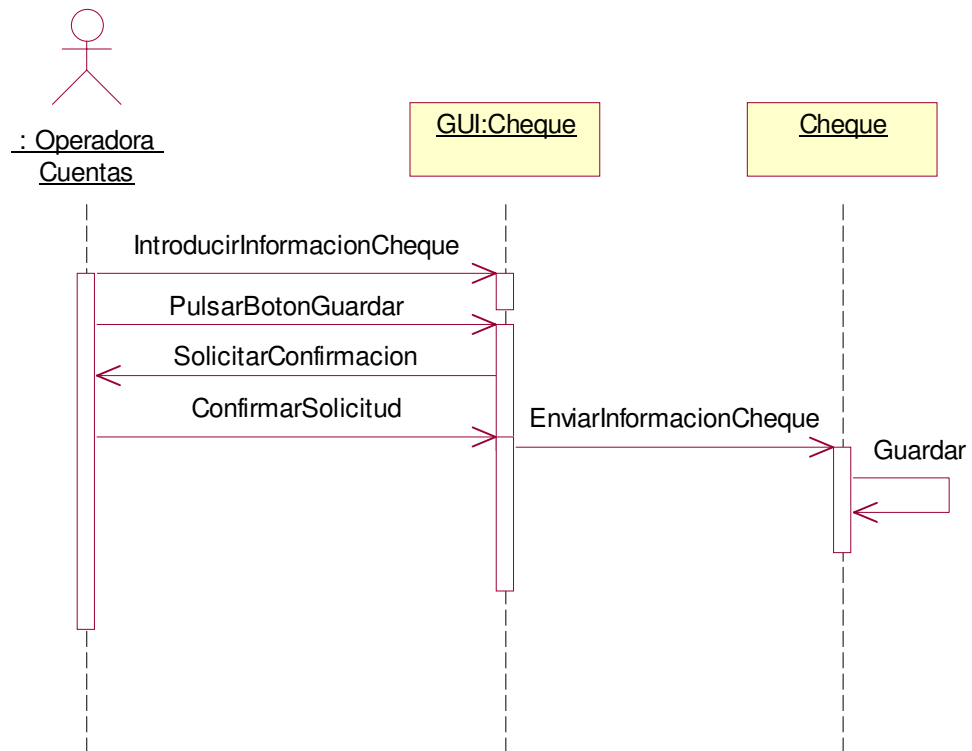 : Operadora
Cuentas
GUI:Cheque
Cheque
IntroducirInformacionCheque
PulsarBotonGuardar
SolicitarConfirmacion
ConfirmarSolicitud
EnviarInformacionCheque
Guardar